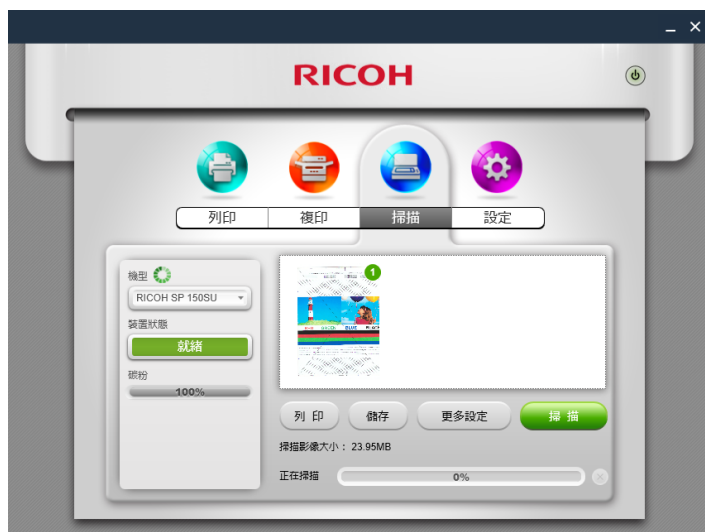 RICOH
列印 複印 掃描 設定
機型
RICOH SP 150SU
裝置狀態
就緒
碳粉
100%
1
列 印 儲存 更多設定 掃 描
掃描影像大小： 23.95MB
正在掃描 0%